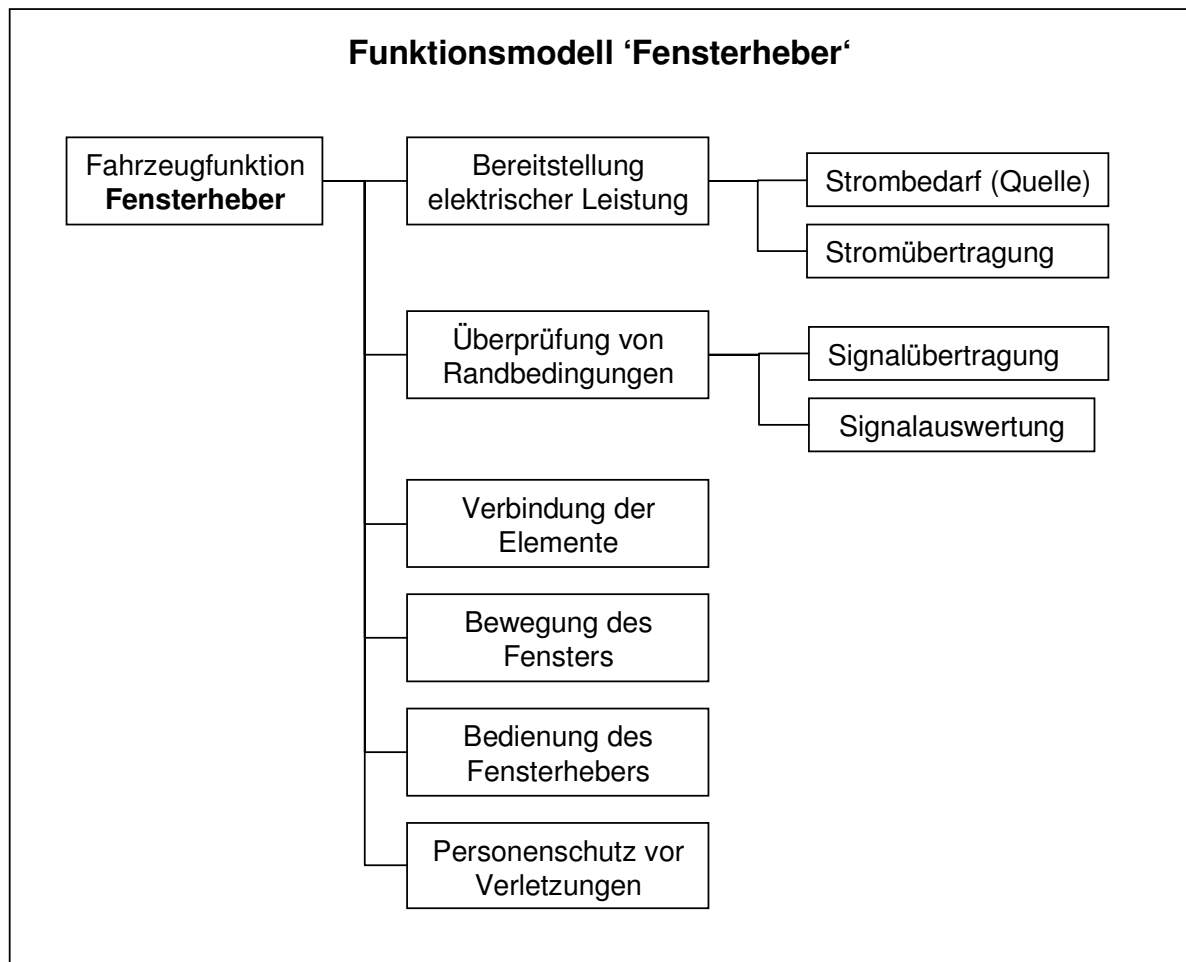 Funktionsmodell ‘Fensterheber‘
Fahrzeugfunktion
Fensterheber
Bereitstellung
elektrischer Leistung
Strombedarf (Quelle)
Stromübertragung
Überprüfung von
Randbedingungen
Signalübertragung
Signalauswertung
Verbindung der
Elemente
Bewegung des
Fensters
Bedienung des
Fensterhebers
Personenschutz vor
Verletzungen